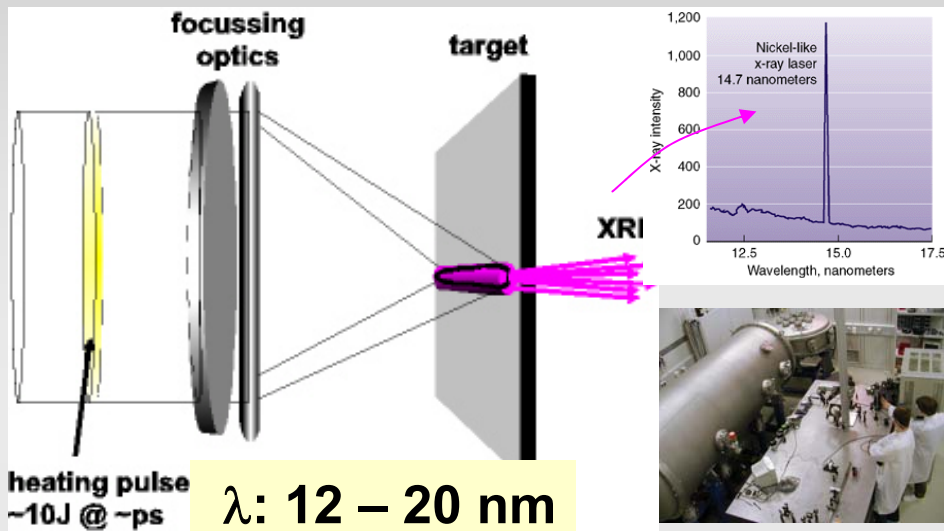 focussing
optics
target
heating pulse
~10J @ ~ps
λ: 12 – 20 nm
1,200
1,000
800
600
400
200
0
X-ray intensity
Nickel-like
x-ray laser
14.7 nanometers
12.5
15.0
17.5
Wavelength, nanometers